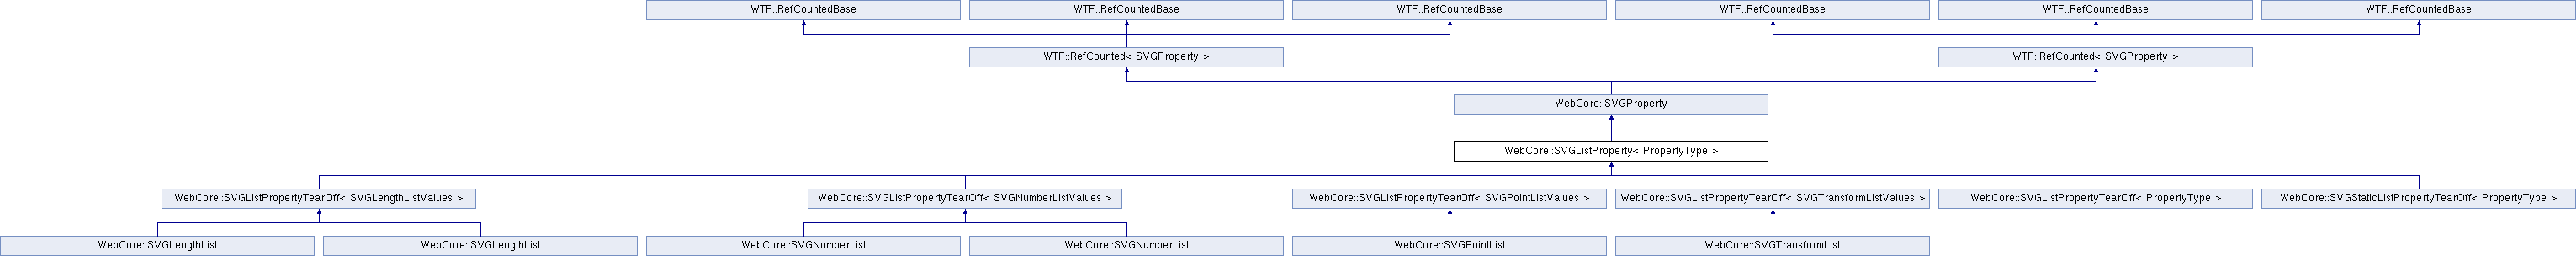 WTF::RefCountedBase
WTF::RefCountedBase
WTF::RefCountedBase
WTF::RefCountedBase
WTF::RefCountedBase
WTF::RefCountedBase
WTF::RefCounted< SVGProperty >
WTF::RefCounted< SVGProperty >
WebCore::SVGProperty
WebCore::SVGListProperty< PropertyType >
WebCore::SVGListPropertyTearOff< SVGLengthListValues >
WebCore::SVGListPropertyTearOff< SVGNumberListValues >
WebCore::SVGListPropertyTearOff< SVGPointListValues >
WebCore::SVGListPropertyTearOff< SVGTransformListValues >
WebCore::SVGListPropertyTearOff< PropertyType >
WebCore::SVGStaticListPropertyTearOff< PropertyType >
WebCore::SVGLengthList
WebCore::SVGLengthList
WebCore::SVGNumberList
WebCore::SVGNumberList
WebCore::SVGPointList
WebCore::SVGTransformList